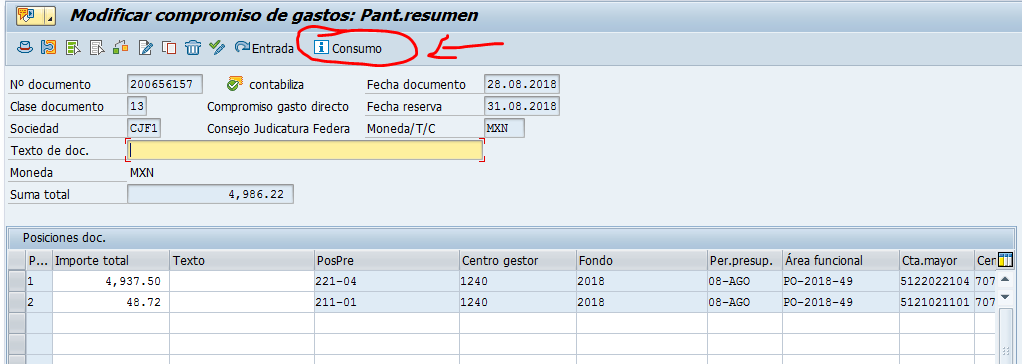 Modificar compromiso de gastos: Pant.resumen
Entrada Consumo
Nº documento 200656157 contabiliza Fecha documento 28.08.2018
Clase documento 13 Compromiso gasto directo Fecha reserva 31.08.2018
Sociedad CJF1 Consejo Judicatura Federa Moneda/T/C MXN
Texto de doc.
Moneda MXN
Suma total 4,986.22
Posiciones doc.
P... Importe total Texto PosPre Centro gestor Fondo Per.presup. Área funcional Cta.mayor Cen
1 4,937.50 221-04 1240 2018 08-AGO PO-2018-49 5122022104 707
2 48.72 211-01 1240 2018 08-AGO PO-2018-49 5121021101 707